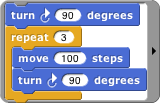 turn ↻ 90 degrees
repeat 3
move 100 steps
turn ↻ 90 degrees